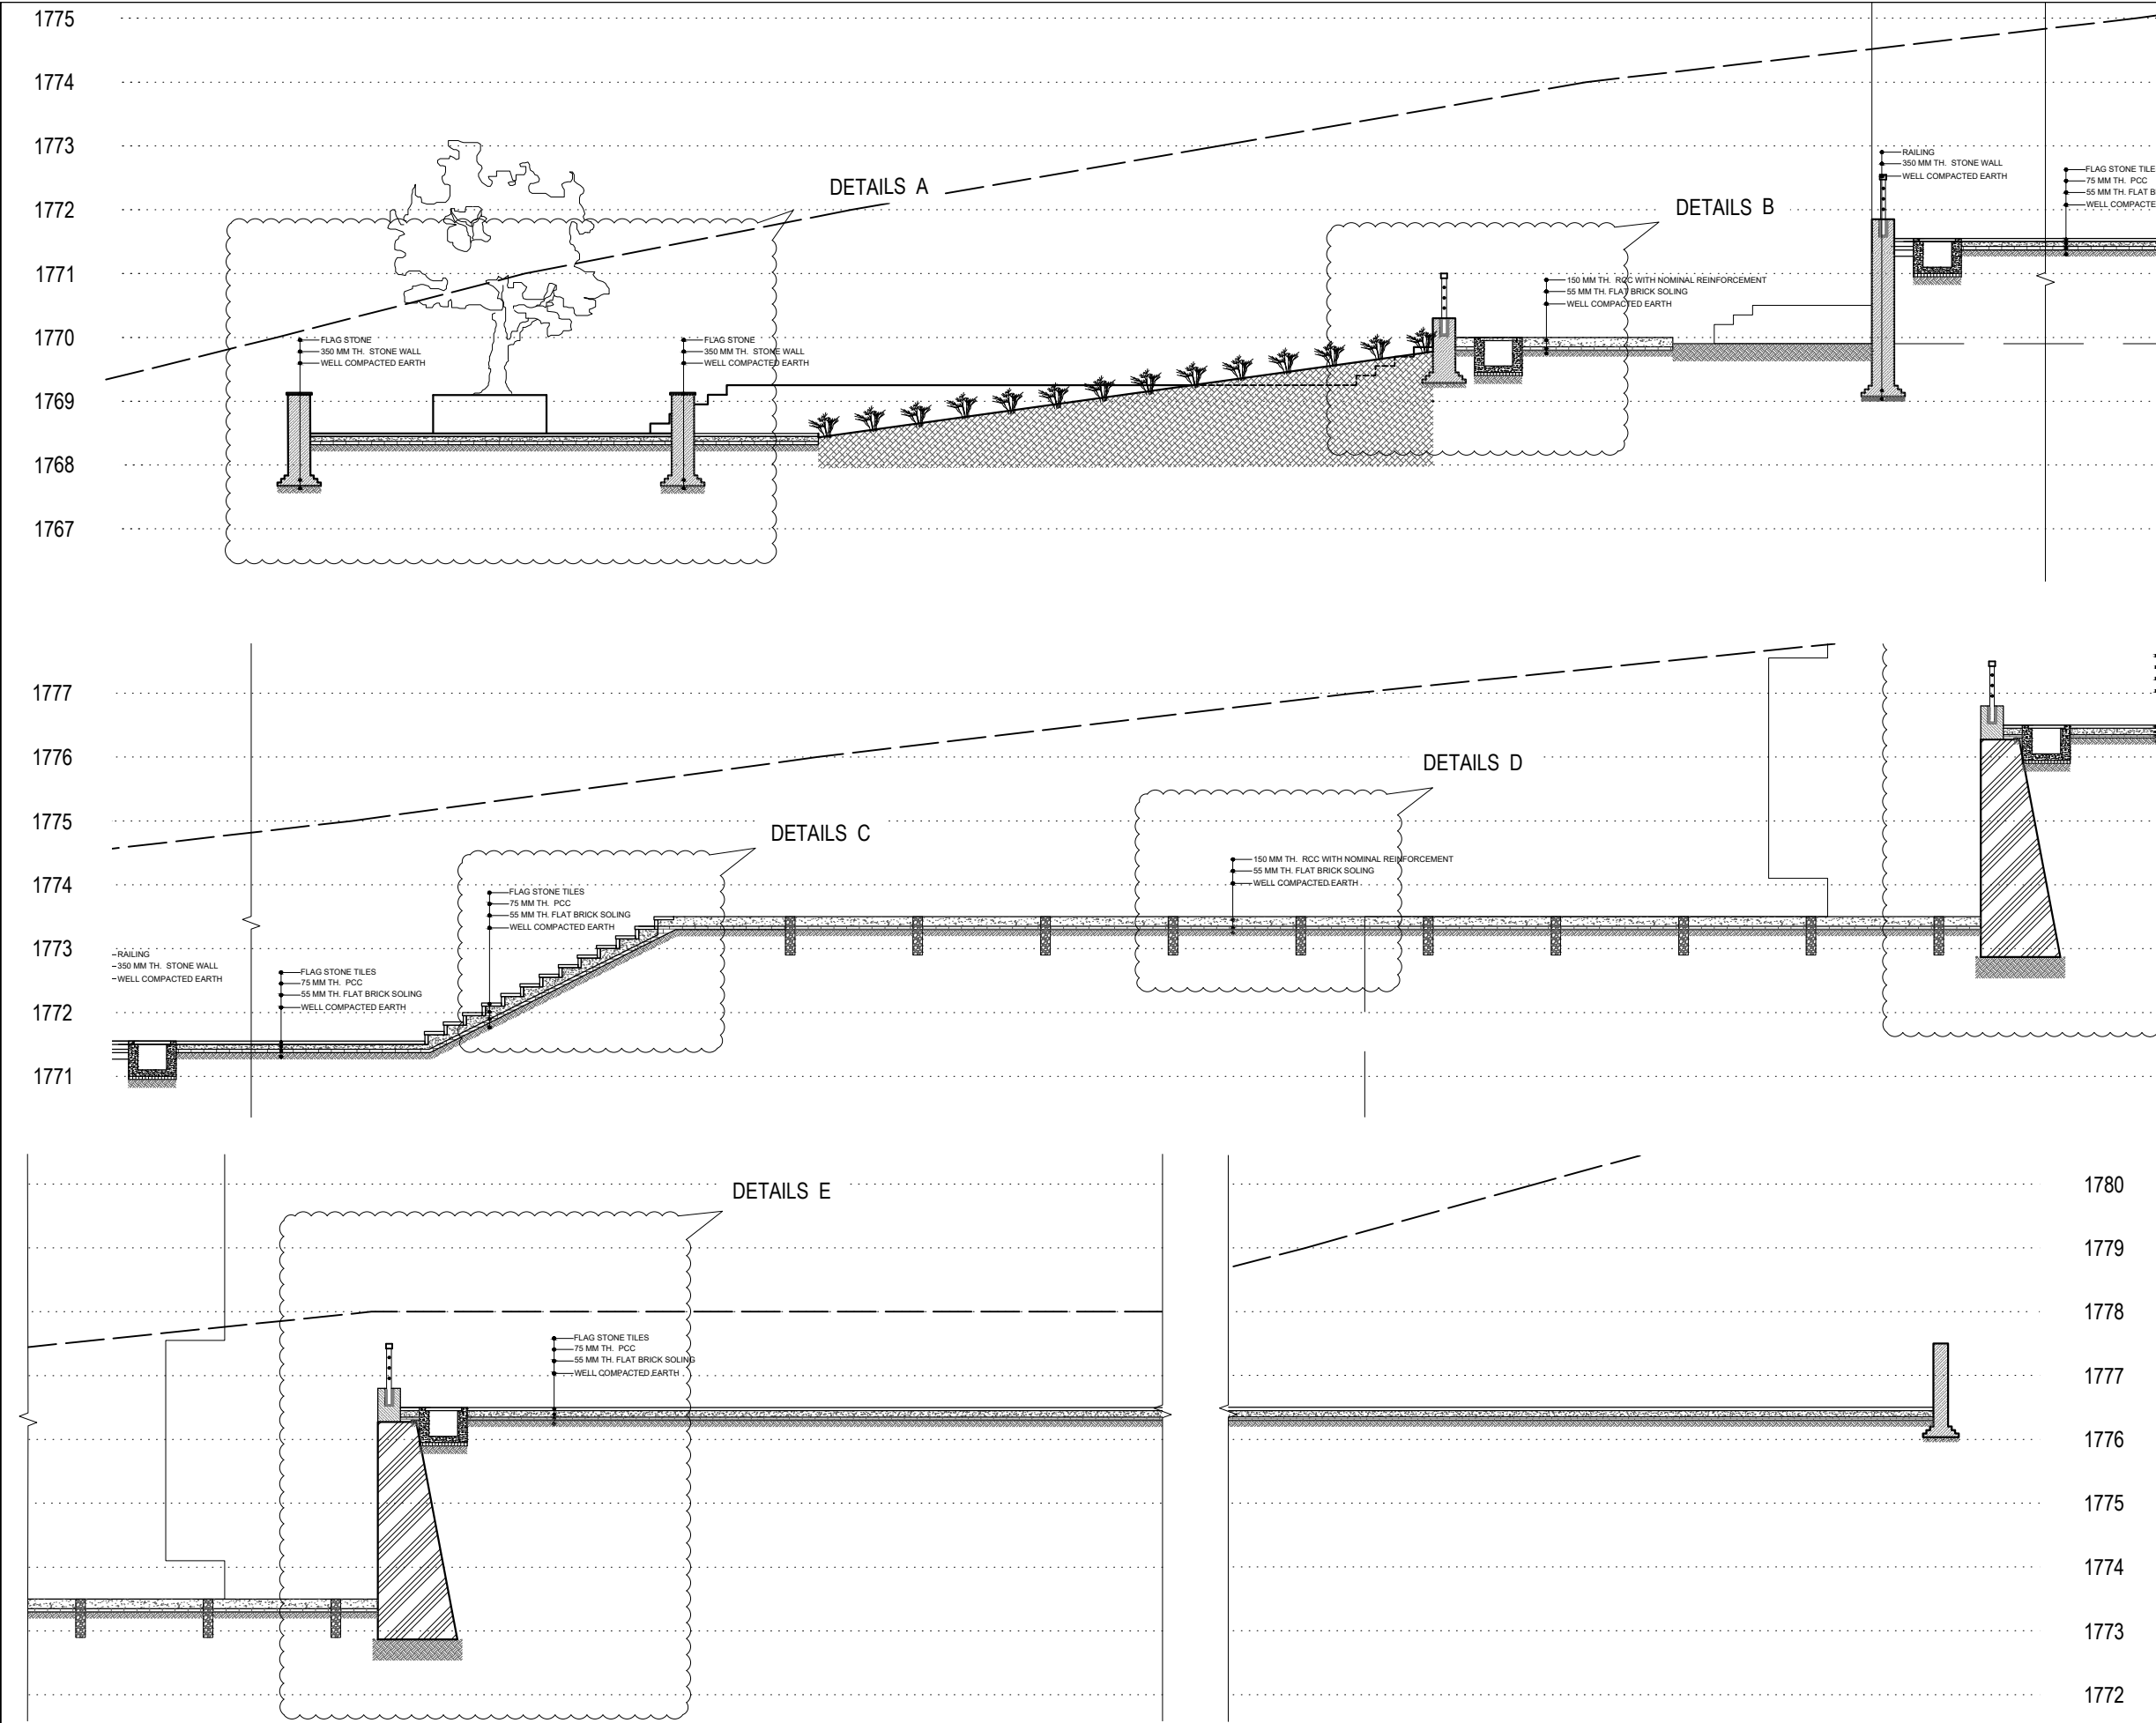 1775
1774
1773
1772
1771
1770
1769
1768
1767
DETAILS A
DETAILS B
FLAG STONE
350 MM TH. STONE WALL
WELL COMPACTED EARTH
FLAG STONE
350 MM TH. STONE WALL
WELL COMPACTED EARTH
150 MM TH. RCC WITH NOMINAL REINFORCEMENT
55 MM TH. FLAT BRICK SOLING
WELL COMPACTED EARTH
RAILING
350 MM TH. STONE WALL
WELL COMPACTED EARTH
FLAG STONE TILE
75 MM TH. PCC
55 MM TH. FLAT B
WELL COMPACTE
1777
1776
1775
1774
1773
1772
1771
DETAILS C
DETAILS D
RAILING
350 MM TH. STONE WALL
WELL COMPACTED EARTH
FLAG STONE TILES
75 MM TH. PCC
55 MM TH. FLAT BRICK SOLING
WELL COMPACTED EARTH
FLAG STONE TILES
75 MM TH. PCC
55 MM TH. FLAT BRICK SOLING
WELL COMPACTED EARTH
150 MM TH. RCC WITH NOMINAL REINFORCEMENT
55 MM TH. FLAT BRICK SOLING
WELL COMPACTED EARTH
DETAILS E
FLAG STONE TILES
75 MM TH. PCC
55 MM TH. FLAT BRICK SOLING
WELL COMPACTED EARTH
1780
1779
1778
1777
1776
1775
1774
1773
1772